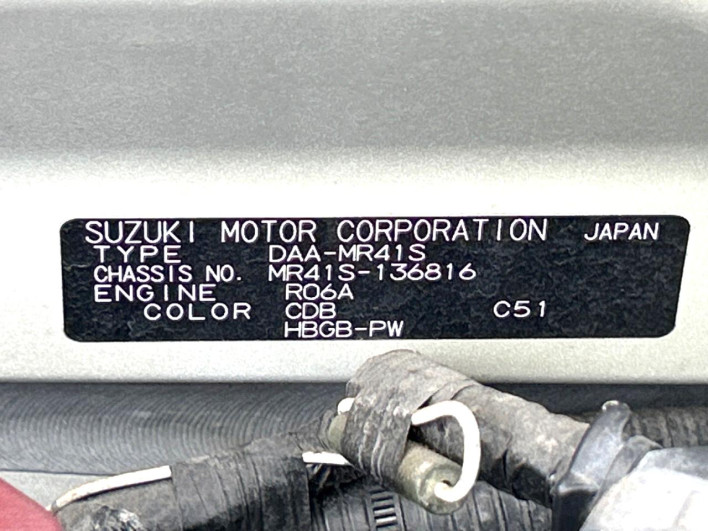 SUZUKI MOTOR CORPORATION JAPAN
TYPE DAA-MR41S
CHASSIS NO. MR41S-136816
ENGINE R06A
COLOR CDB C51
HBGB-PW